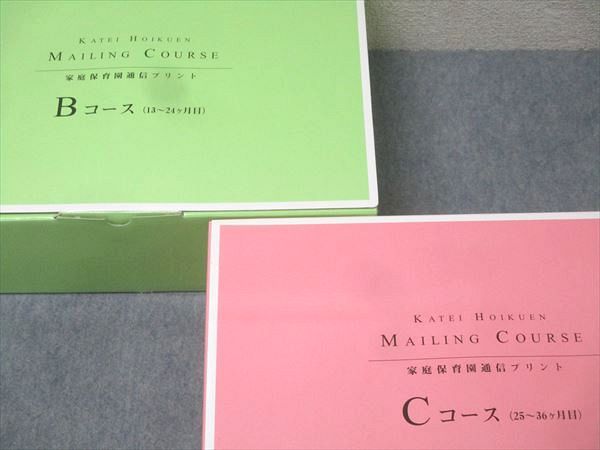 KATEI HOIKUEN
MAILING COURSE
家庭保育園通信プリント
Bコース (13～24ヶ月目)
KATEI HOIKUEN
MAILING COURSE
家庭保育園通信プリント
Cコース (25～36ヶ月目)